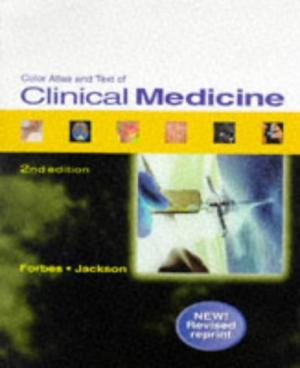 Color Atlas and Text of
Clinical Medicine
2nd edition
Forbes • Jackson
NEW!
Revised
reprint